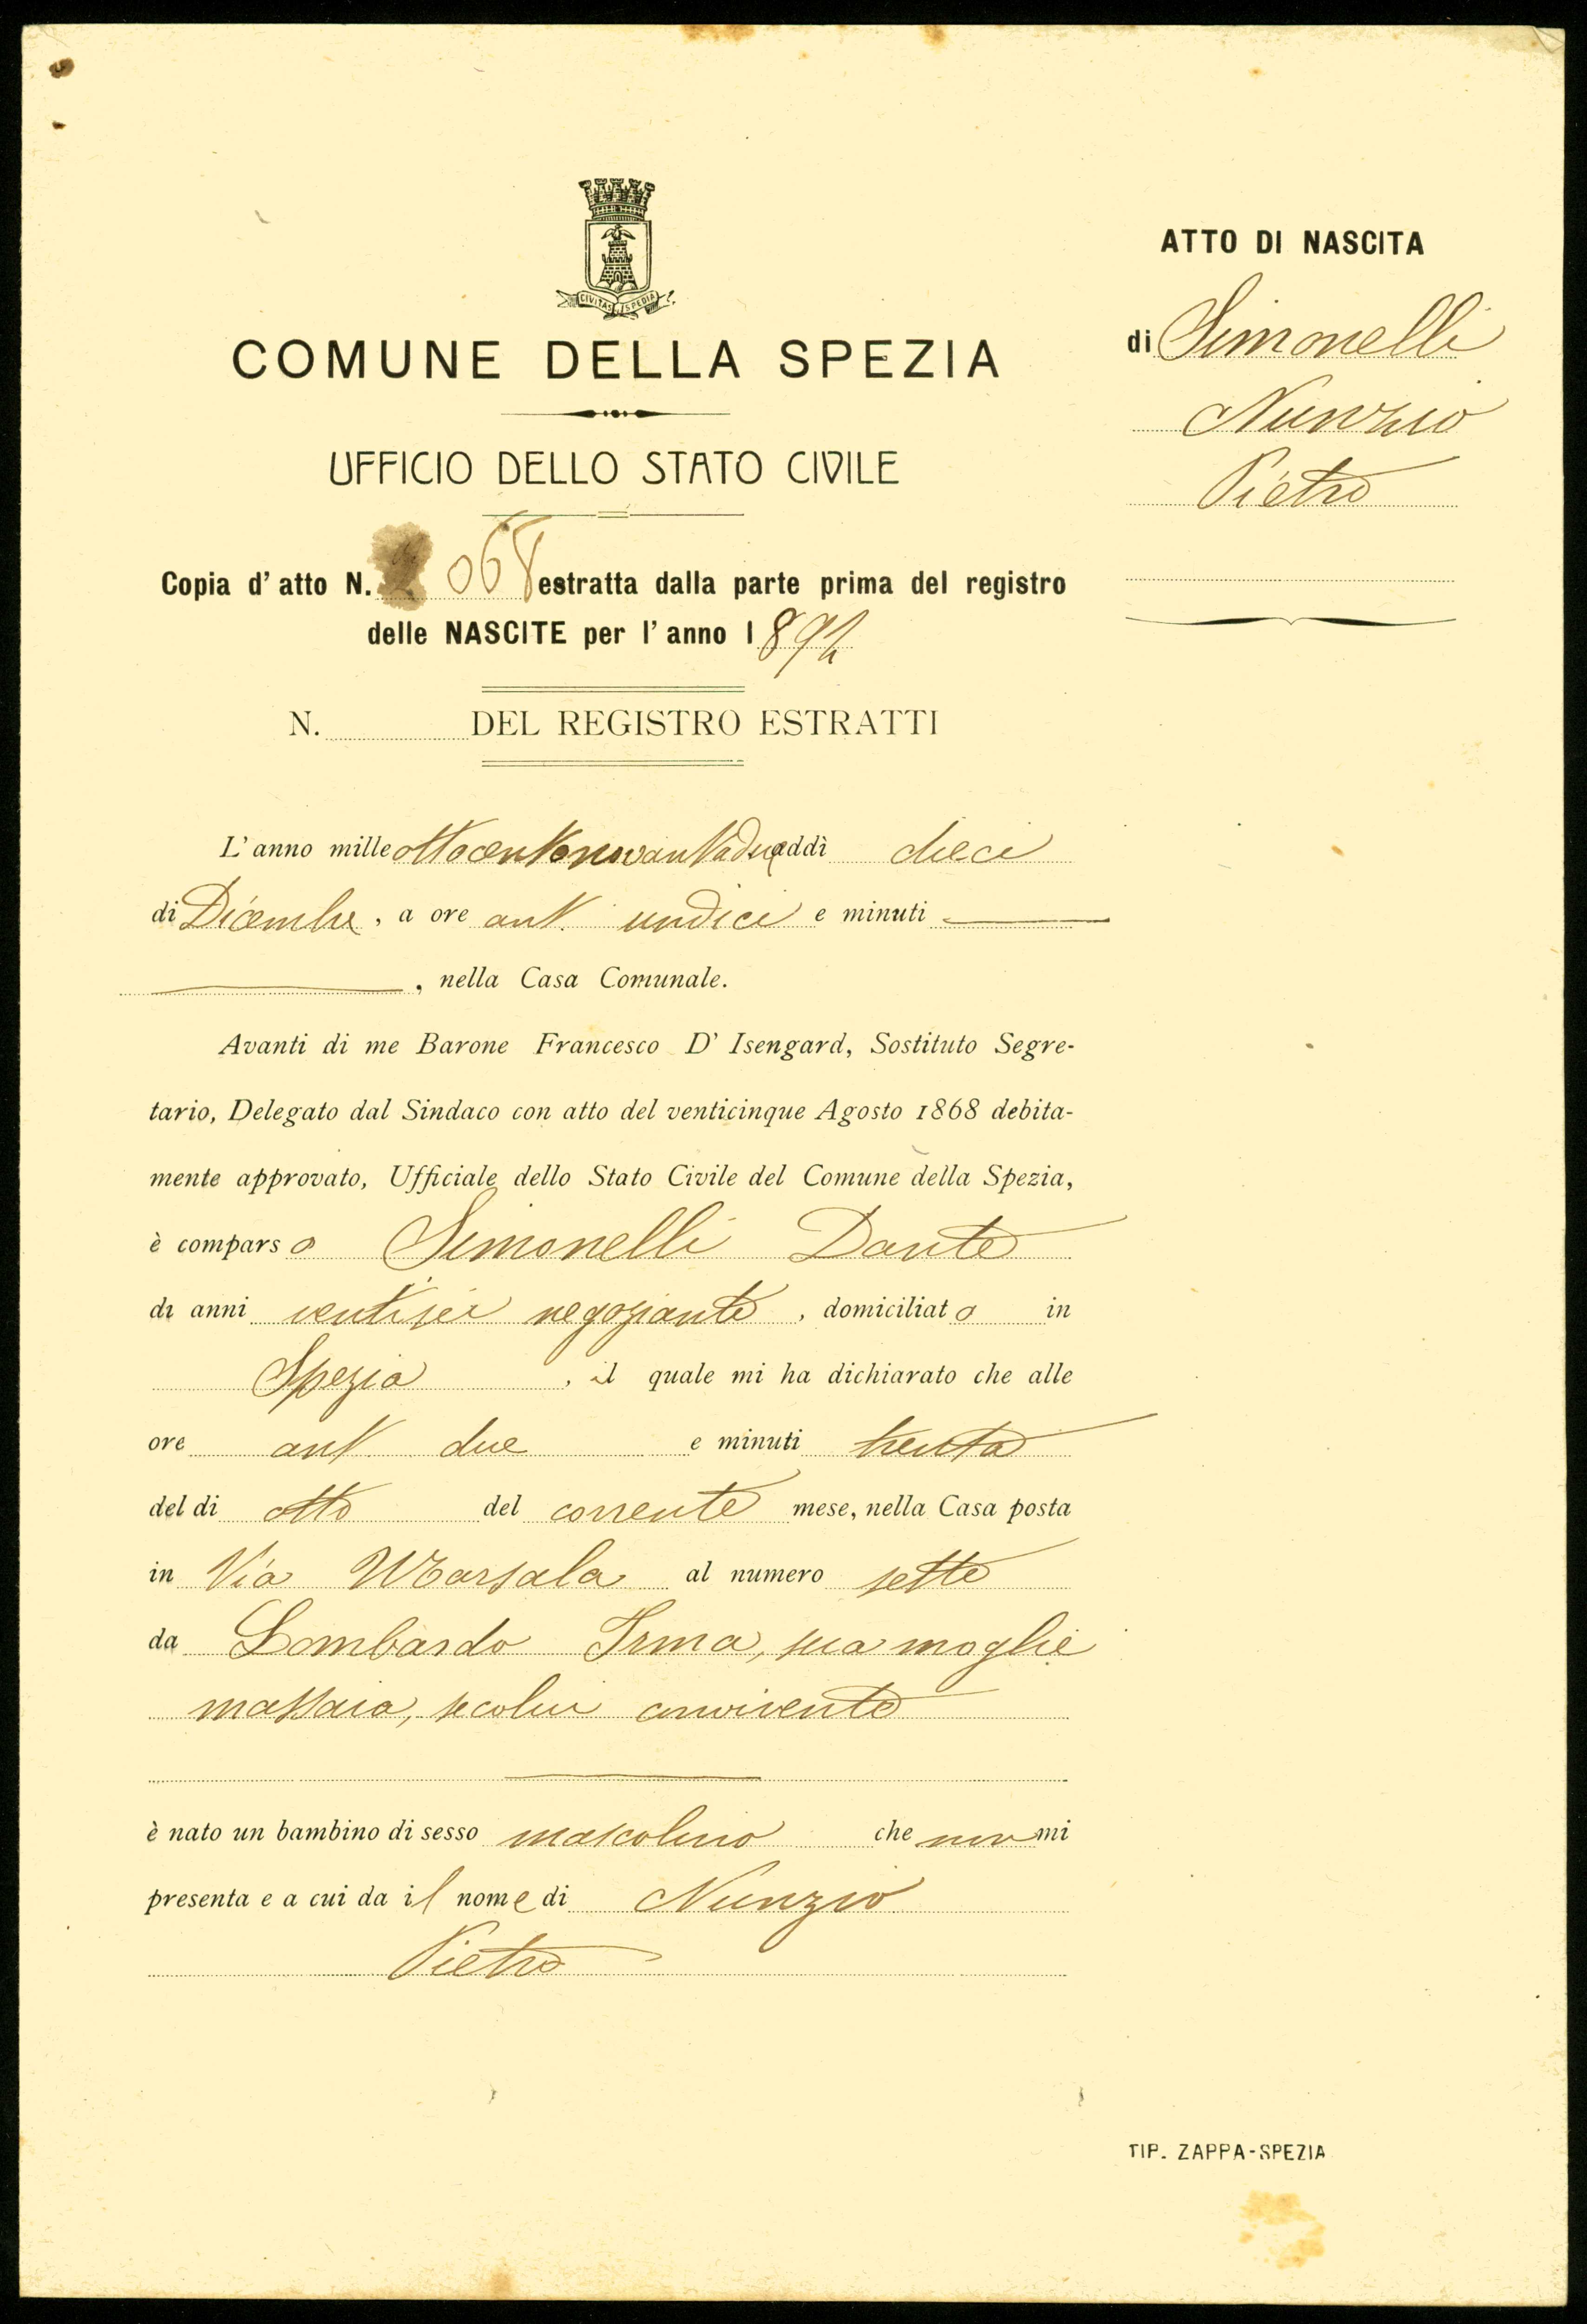 CIVITAS SPEDIÆ
COMUNE DELLA SPEZIA
UFFICIO DELLO STATO CIVILE
Copia d'atto N. 068 estratta dalla parte prima del registro
delle NASCITE per l'anno 1892
N. DEL REGISTRO ESTRATTI
ATTO DI NASCITA
di Simonelli
Nunzio
Pietro
L'anno mille ottocentonovantadue addì dieci
di Dicembre, a ore ant. undici e minuti
, nella Casa Comunale.
Avanti di me Barone Francesco D' Isengard, Sostituto Segre-
tario, Delegato dal Sindaco con atto del venticinque Agosto 1868 debita-
mente approvato, Ufficiale dello Stato Civile del Comune della Spezia,
è comparso Simonelli Dante
di anni ventisei negoziante, domiciliato in
Spezia, il quale mi ha dichiarato che alle
ore ant. due e minuti trenta
del di otto del corrente mese, nella Casa posta
in Via Marsala al numero sette
da Lombardo Irma, sua moglie
massaia, secolui convivente
è nato un bambino di sesso mascolino che non mi
presenta e a cui da il nome di Nunzio
Pietro
TIP. ZAPPA-SPEZIA